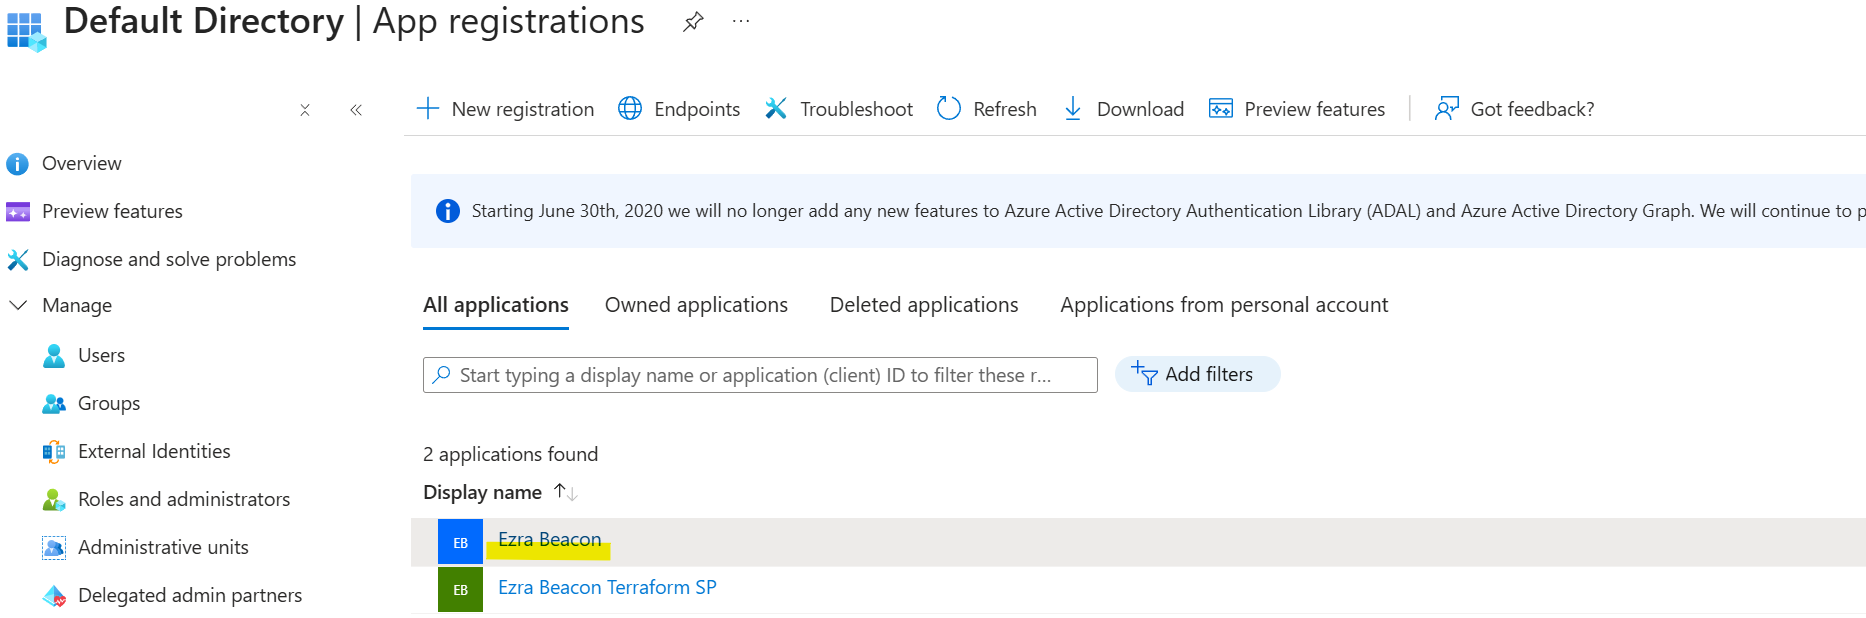 Default Directory | App registrations
New registration
Endpoints
Troubleshoot
Refresh
Download
Preview features
Got feedback?
Overview
Preview features
Diagnose and solve problems
Manage
Users
Groups
External Identities
Roles and administrators
Administrative units
Delegated admin partners
Starting June 30th, 2020 we will no longer add any new features to Azure Active Directory Authentication Library (ADAL) and Azure Active Directory Graph. We will continue to p
All applications
Owned applications
Deleted applications
Applications from personal account
Start typing a display name or application (client) ID to filter these r...
Add filters
2 applications found
Display name
EB Ezra Beacon
EB Ezra Beacon Terraform SP